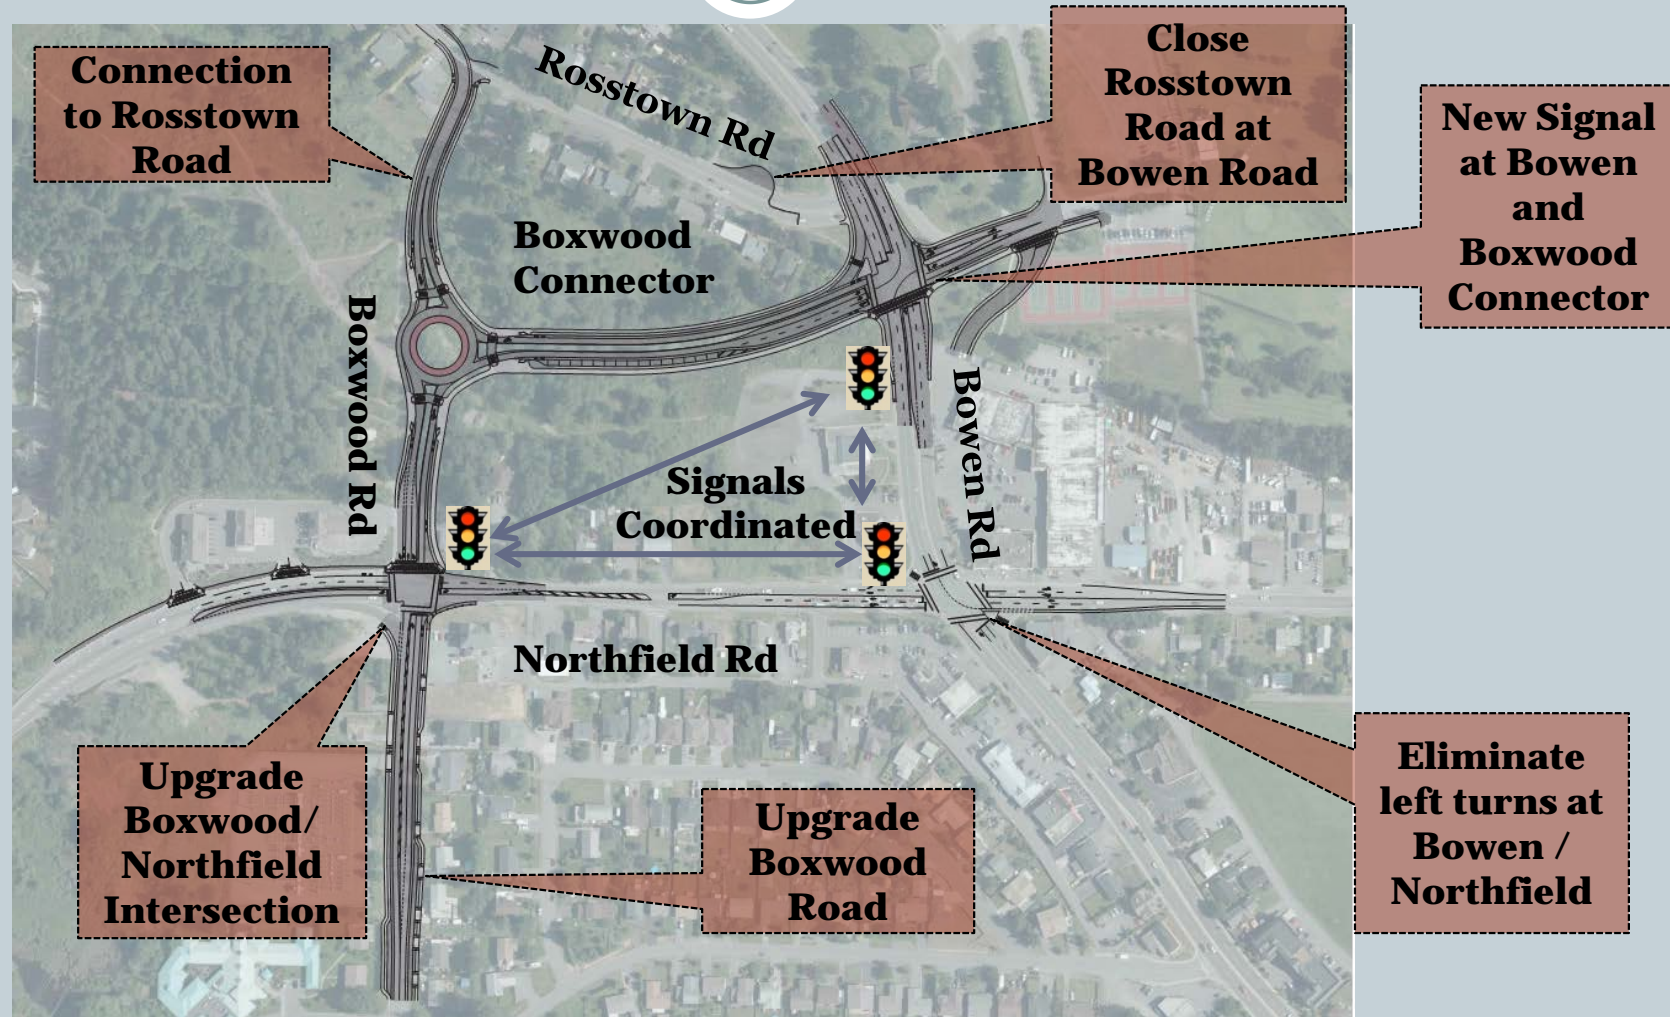 Connection
to Rosstown
Road
Rosstown Rd
Close
Rosstown
Road at
Bowen Road
New Signal
at Bowen
and
Boxwood
Connector
Boxwood
Connector
Boxwood Rd
Bowen Rd
Signals
Coordinated
Northfield Rd
Upgrade
Boxwood/
Northfield
Intersection
Upgrade
Boxwood
Road
Eliminate
left turns at
Bowen /
Northfield